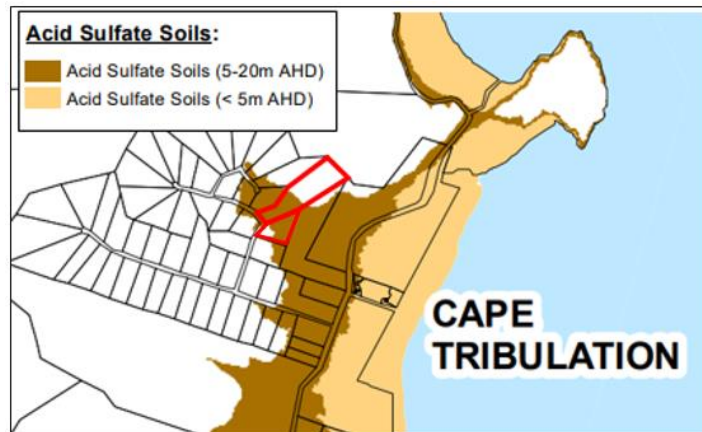 Acid Sulfate Soils:
Acid Sulfate Soils (5-20m AHD)
Acid Sulfate Soils (< 5m AHD)
CAPE
TRIBULATION